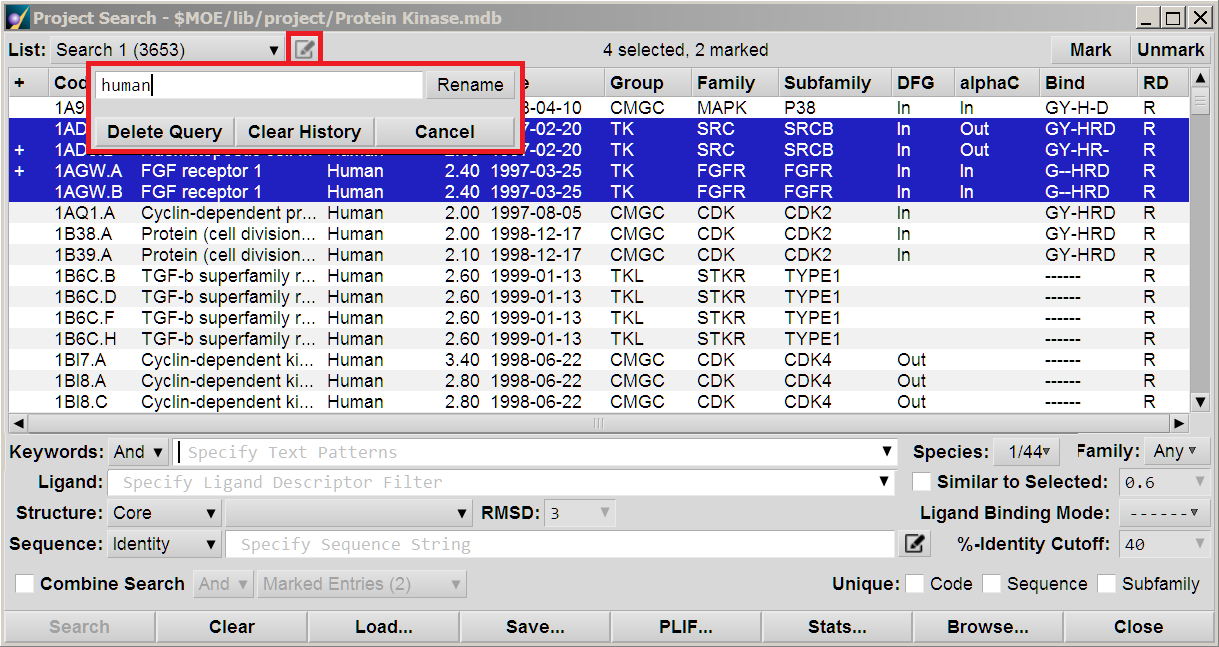 Project Search - $MOE/lib/project/Protein Kinase.mdb
List: Search 1 (3653) 4 selected, 2 marked Mark Unmark
+ Group Family Subfamily DFG alphaC Bind RD
human Rename
Delete Query Clear History Cancel
1A9 8-04-10 CMGC MAPK P38 In In GY-H-D R
1AD 7-02-20 TK SRC SRCB In Out GY-HRD R
+ 7-02-20 TK SRC SRCB In Out GY-HR- R
+ 1AGW.A FGF receptor 1 Human 2.40 1997-03-25 TK FGFR FGFR In In G--HRD R
1AGW.B FGF receptor 1 Human 2.40 1997-03-25 TK FGFR FGFR In In G--HRD R
1AQ1.A Cyclin-dependent pr... Human 2.00 1997-08-05 CMGC CDK CDK2 In GY-HRD R
1B38.A Protein (cell division... Human 2.00 1998-12-17 CMGC CDK CDK2 In GY-HRD R
1B39.A Protein (cell division... Human 2.10 1998-12-17 CMGC CDK CDK2 In GY-HRD R
1B6C.B TGF-b superfamily r... Human 2.60 1999-01-13 TKL STKR TYPE1 ------ R
1B6C.D TGF-b superfamily r... Human 2.60 1999-01-13 TKL STKR TYPE1 ------ R
1B6C.F TGF-b superfamily r... Human 2.60 1999-01-13 TKL STKR TYPE1 ------ R
1B6C.H TGF-b superfamily r... Human 2.60 1999-01-13 TKL STKR TYPE1 ------ R
1BI7.A Cyclin-dependent ki... Human 3.40 1998-06-22 CMGC CDK CDK4 Out ------ R
1BI8.A Cyclin-dependent ki... Human 2.80 1998-06-22 CMGC CDK CDK4 Out ------ R
1BI8.C Cyclin-dependent ki... Human 2.80 1998-06-22 CMGC CDK CDK4 Out ------ R
Keywords: And Specify Text Patterns Species: 1/44 Family: Any
Ligand: Specify Ligand Descriptor Filter Similar to Selected: 0.6
Structure: Core RMSD: 3 Ligand Binding Mode: ------
Sequence: Identity Specify Sequence String %-Identity Cutoff: 40
Combine Search And Marked Entries (2) Unique: Code Sequence Subfamily
Search Clear Load... Save... PLIF... Stats... Browse... Close